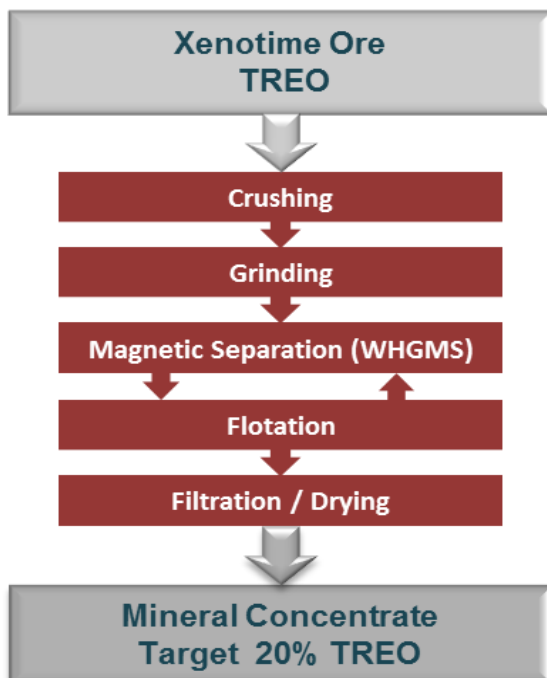 Xenotime Ore
TREO
Crushing
Grinding
Magnetic Separation (WHGMS)
Flotation
Filtration / Drying
Mineral Concentrate
Target 20% TREO